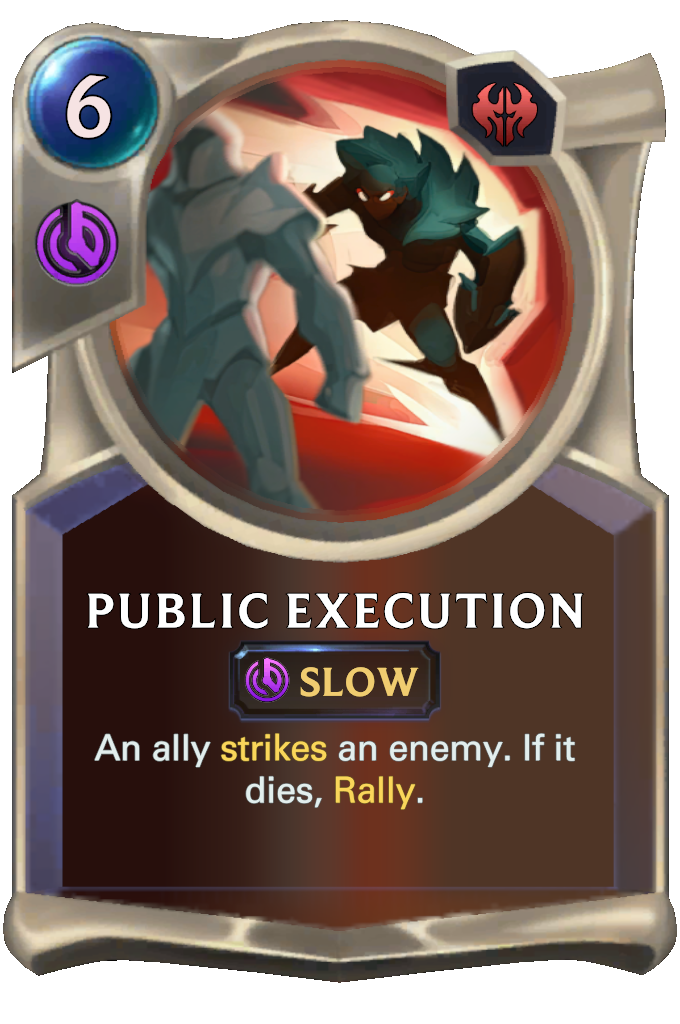 6
PUBLIC EXECUTION
SLOW
An ally strikes an enemy. If it
dies, Rally.